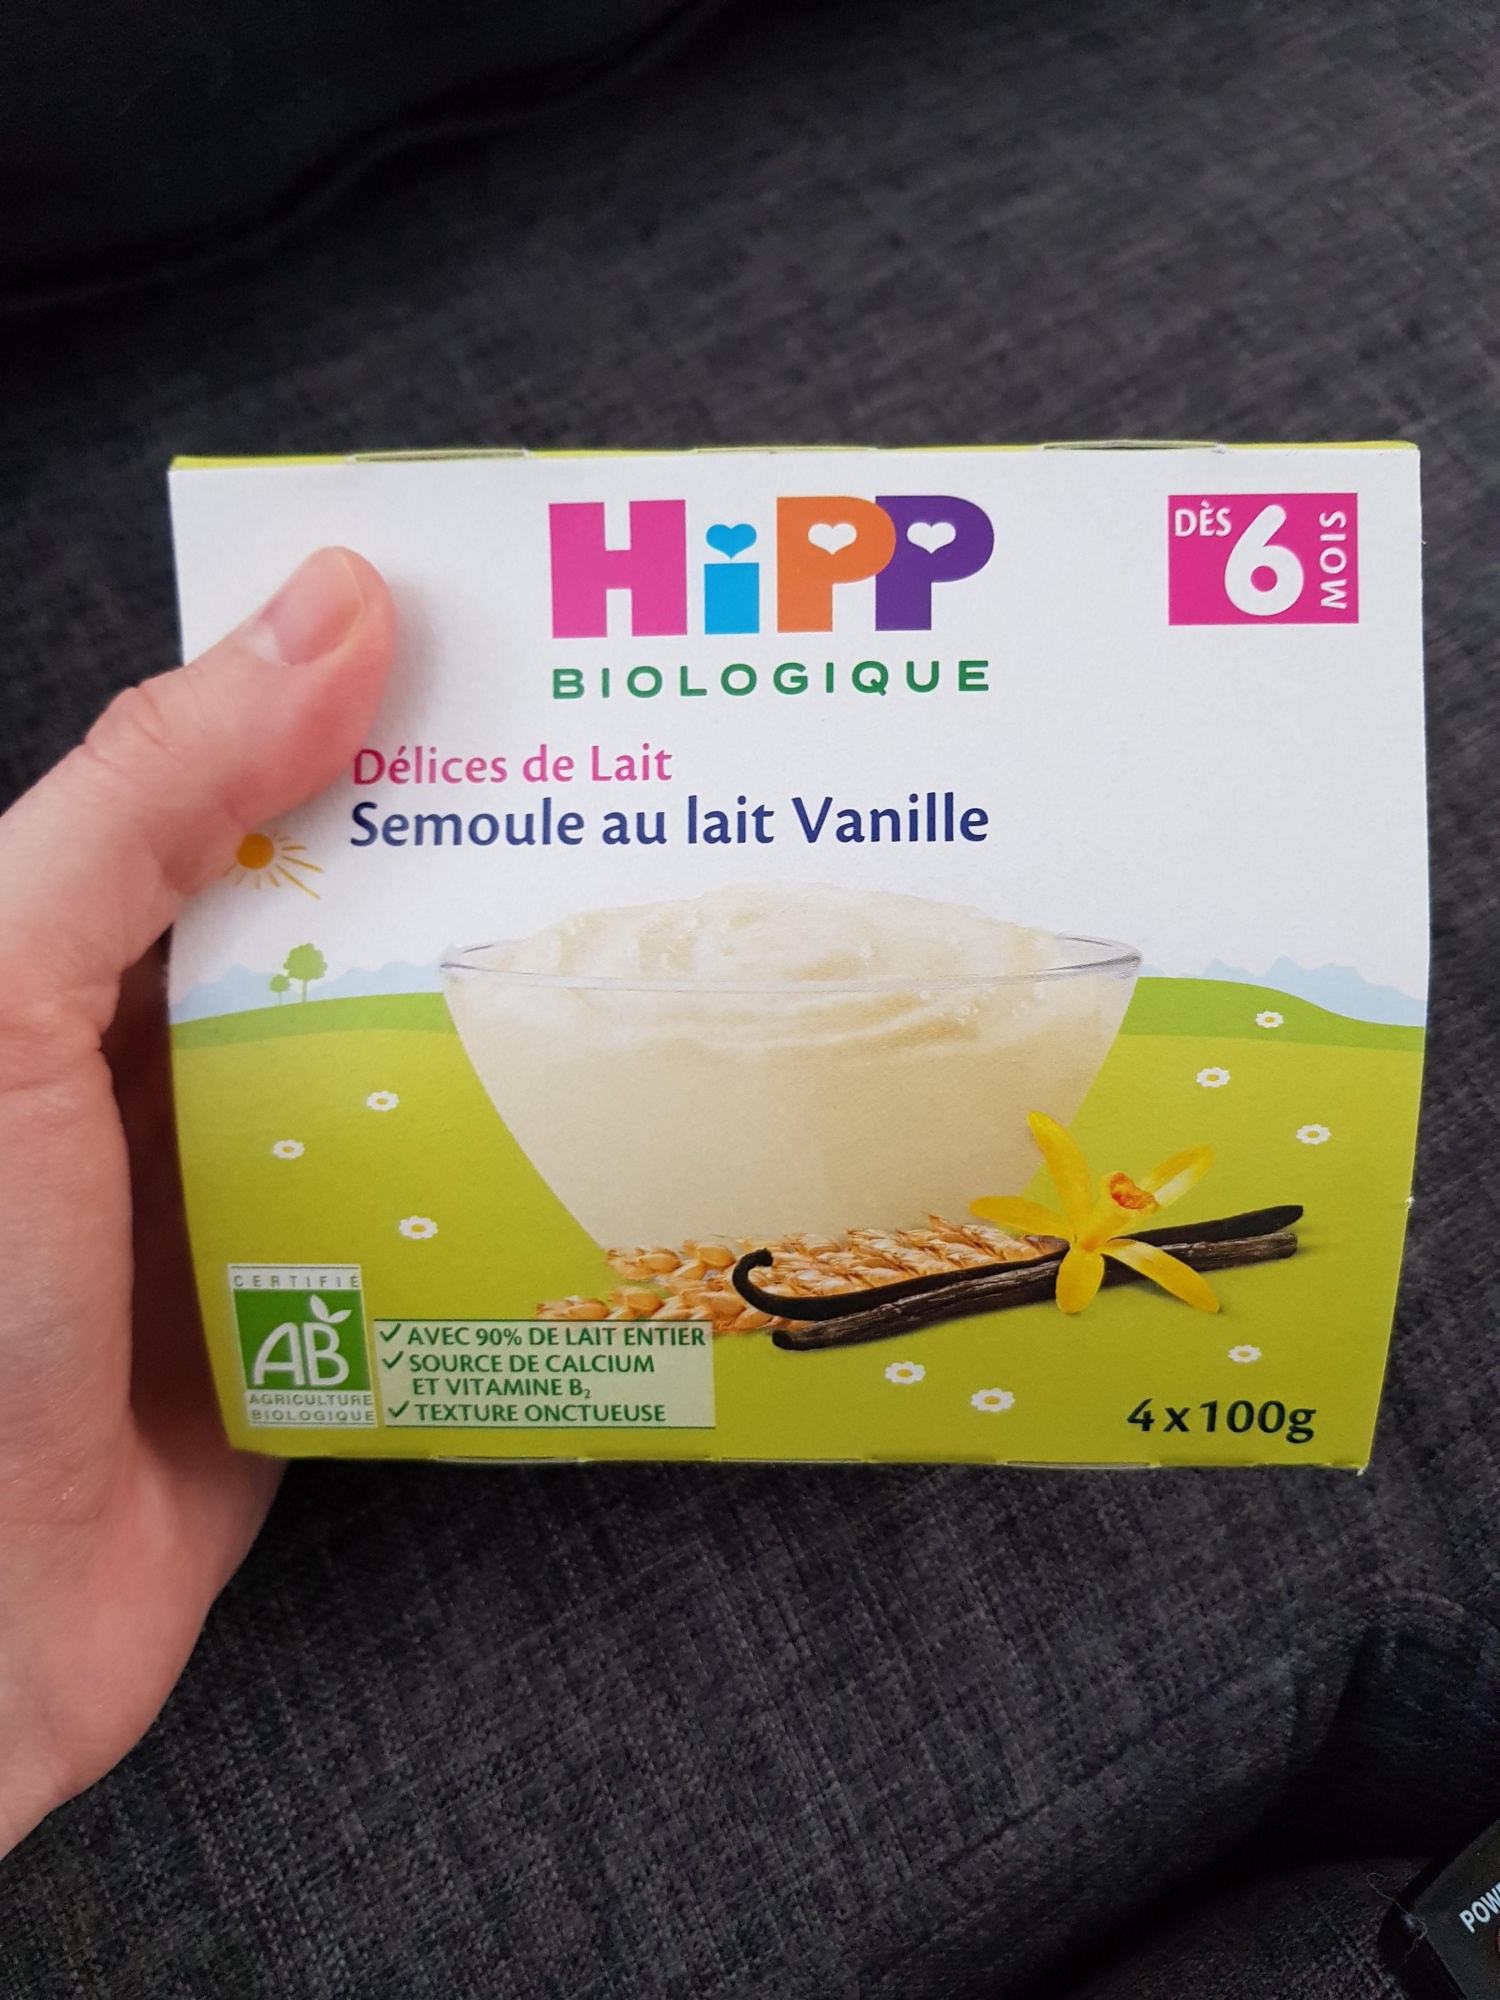 HiPP
BIOLOGIQUE
DÈS 6 MOIS
Délices de Lait
Semoule au lait Vanille
CERTIFIÉ
AB
AGRICULTURE
BIOLOGIQUE
✓ AVEC 90% DE LAIT ENTIER
✓ SOURCE DE CALCIUM
ET VITAMINE B₂
✓ TEXTURE ONCTUEUSE
4x100g